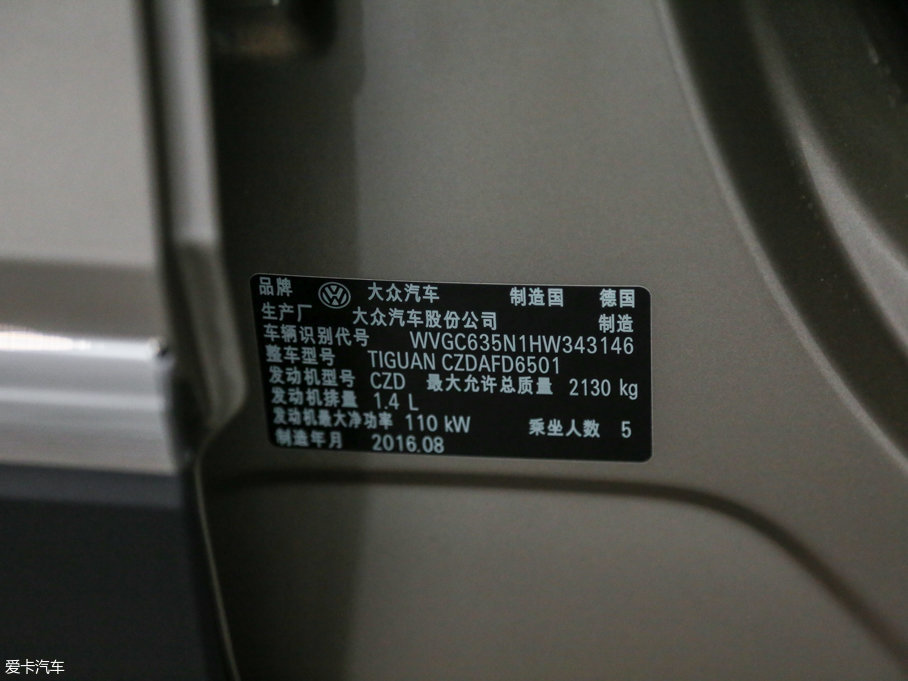 品牌 大众汽车 制造国 德国
生产厂 大众汽车股份公司 制造
车辆识别代号 WVGC635N1HW343146
整车型号 TIGUAN CZDAFD6501
发动机型号 CZD 最大允许总质量 2130 kg
发动机排量 1.4 L
发动机最大净功率 110 kW 乘坐人数 5
制造年月 2016.08
爱卡汽车